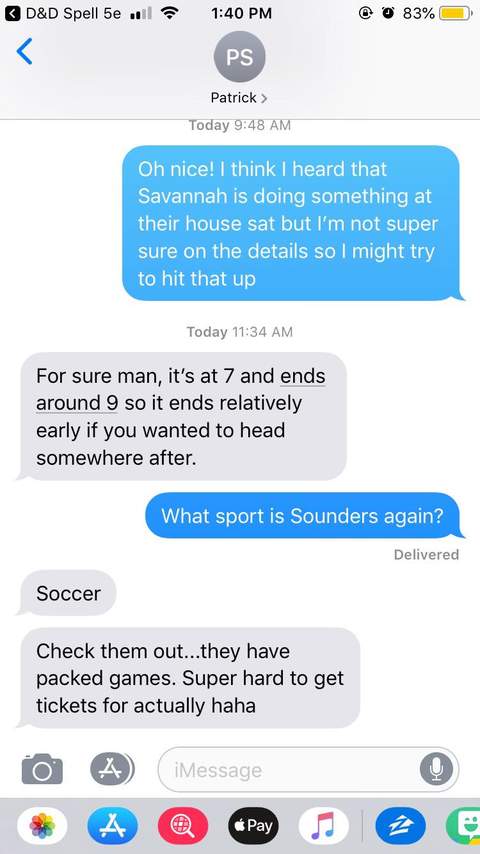 D&D Spell 5e
1:40 PM
83%
PS
Patrick
Today 9:48 AM
Oh nice! I think I heard that
Savannah is doing something at
their house sat but I'm not super
sure on the details so I might try
to hit that up
Today 11:34 AM
For sure man, it's at 7 and ends
around 9 so it ends relatively
early if you wanted to head
somewhere after.
What sport is Sounders again?
Delivered
Soccer
Check them out...they have
packed games. Super hard to get
tickets for actually haha
iMessage
Pay